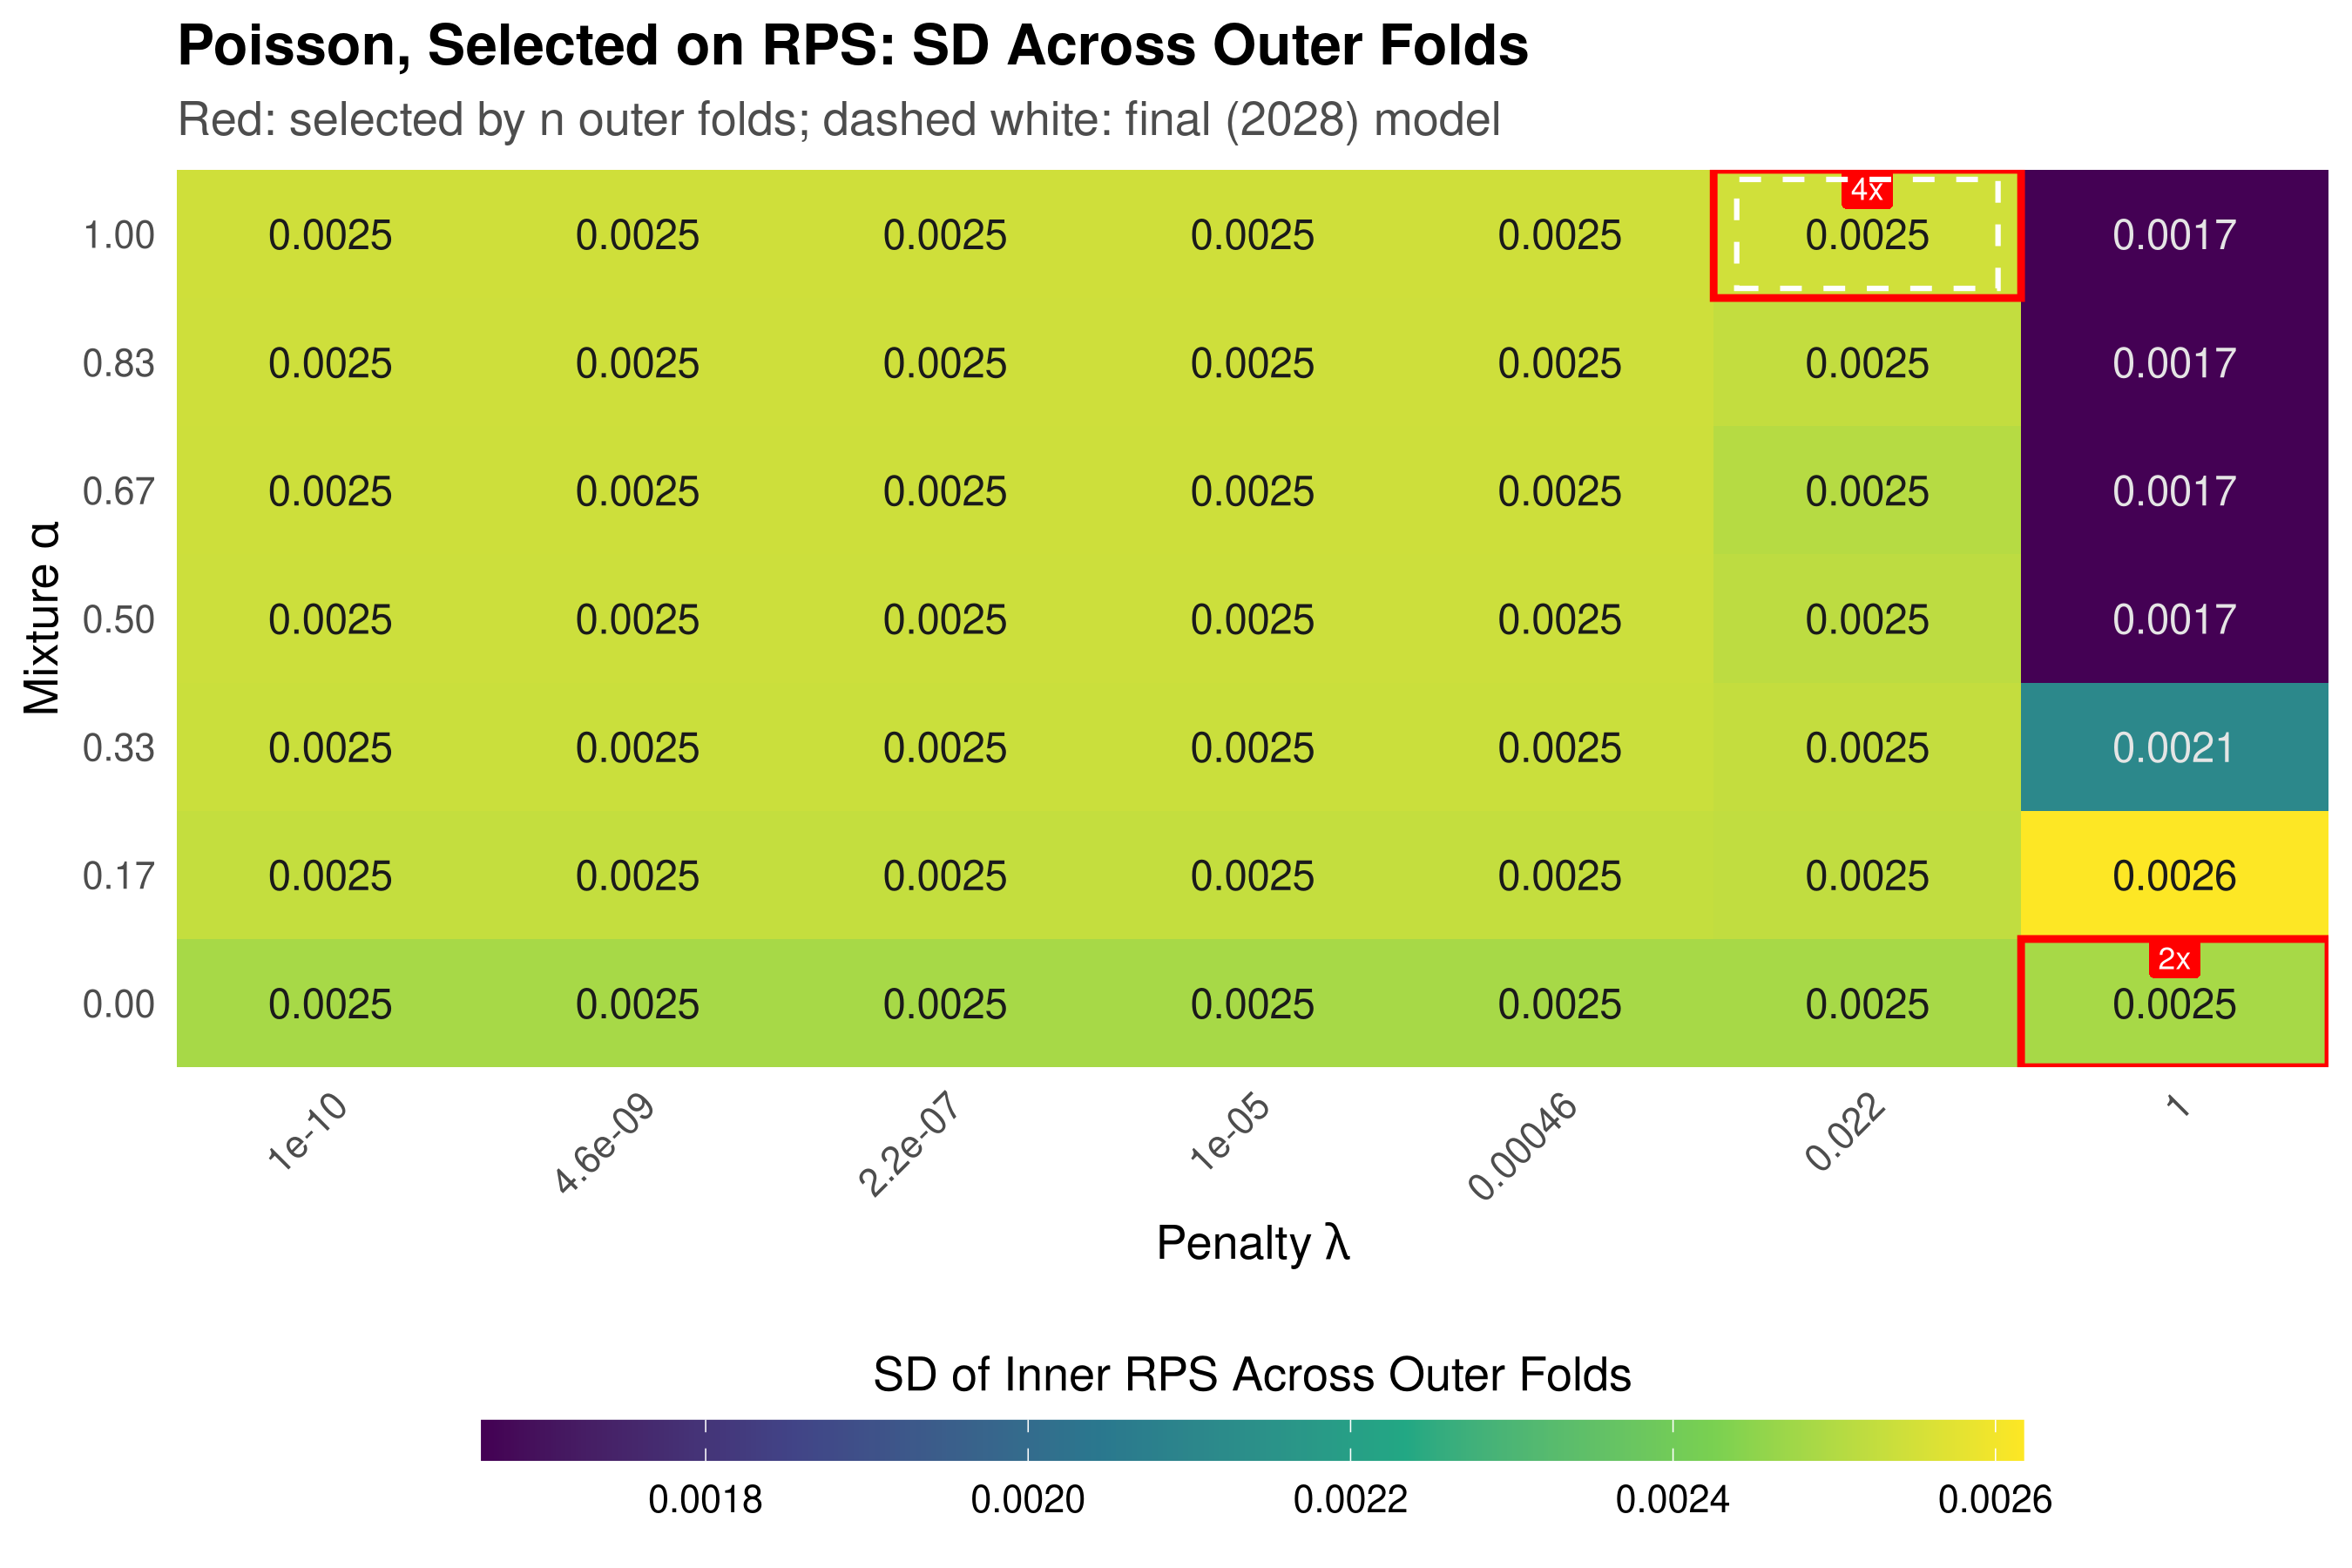 Poisson, Selected on RPS: SD Across Outer Folds
Red: selected by n outer folds; dashed white: final (2028) model
Mixture α
1.00 0.0025 0.0025 0.0025 0.0025 0.0025 4x 0.0025 0.0017
0.83 0.0025 0.0025 0.0025 0.0025 0.0025 0.0025 0.0017
0.67 0.0025 0.0025 0.0025 0.0025 0.0025 0.0025 0.0017
0.50 0.0025 0.0025 0.0025 0.0025 0.0025 0.0025 0.0017
0.33 0.0025 0.0025 0.0025 0.0025 0.0025 0.0025 0.0021
0.17 0.0025 0.0025 0.0025 0.0025 0.0025 0.0025 0.0026
0.00 0.0025 0.0025 0.0025 0.0025 0.0025 0.0025 2x 0.0025
1e-10 4.6e-09 2.2e-07 1e-05 0.00046 0.022 1
Penalty λ
SD of Inner RPS Across Outer Folds
0.0018 0.0020 0.0022 0.0024 0.0026